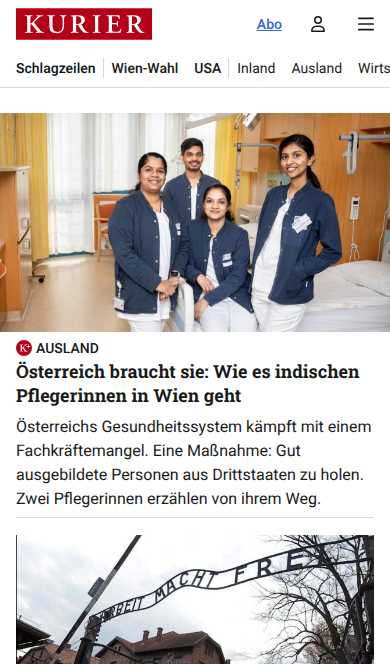 KURIER
Abo
Schlagzeilen
Wien-Wahl
USA
Inland
Ausland
Wirts
K+ AUSLAND
Österreich braucht sie: Wie es indischen
Pflegerinnen in Wien geht
Österreichs Gesundheitssystem kämpft mit einem
Fachkräftemangel. Eine Maßnahme: Gut
ausgebildete Personen aus Drittstaaten zu holen.
Zwei Pflegerinnen erzählen von ihrem Weg.
ARBEIT MACHT FREI